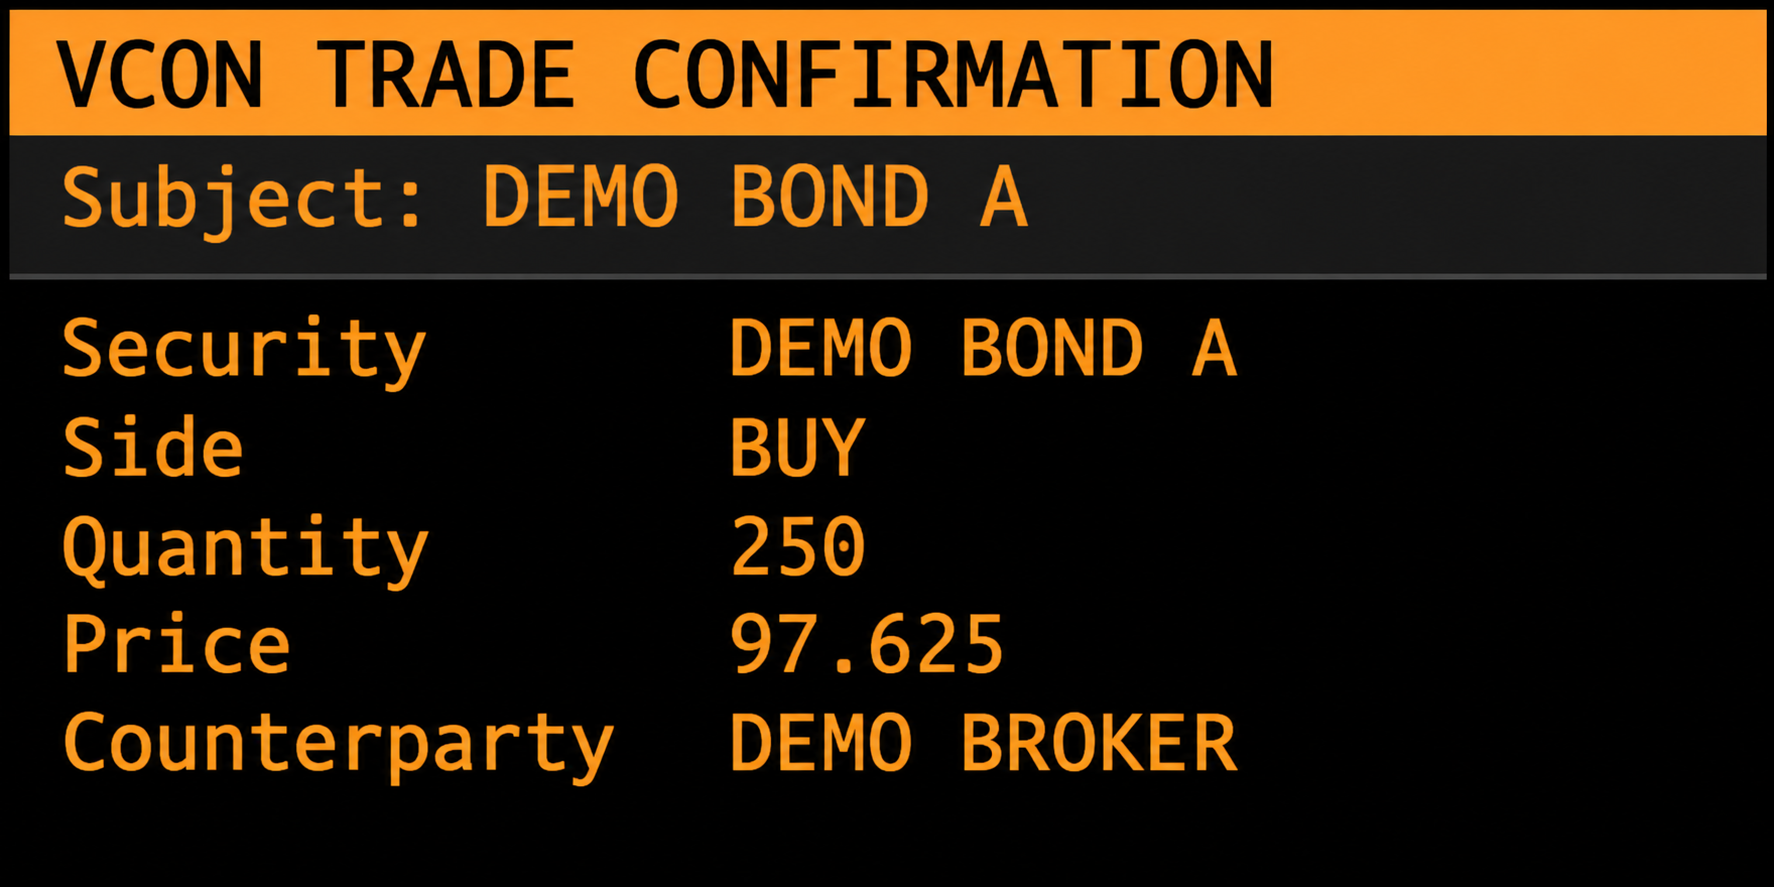 VCON TRADE CONFIRMATION
Subject: DEMO BOND A
Security DEMO BOND A
Side BUY
Quantity 250
Price 97.625
Counterparty DEMO BROKER